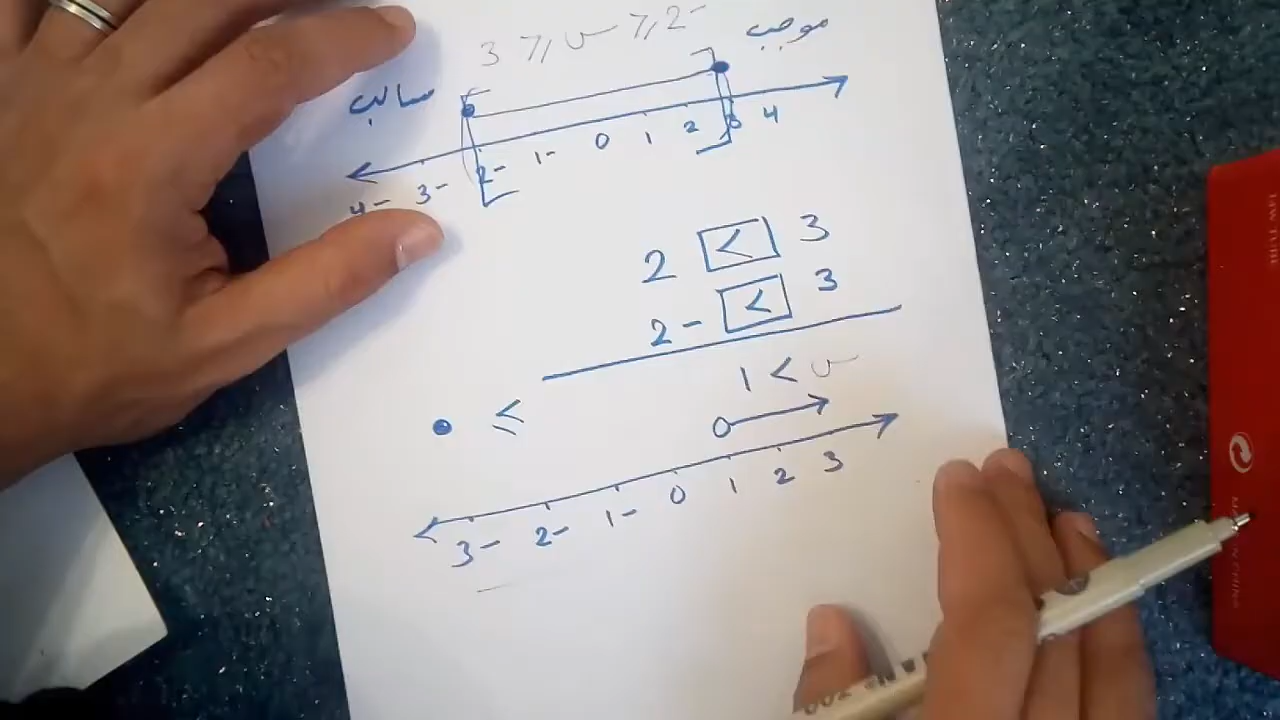 3 ⩾ س ⩾ 2-
موجب
سالب
4- 3- 2- 1- 0 1 2 3 4
2 < 3
2- < 3
1 < س
≤
3- 2- 1- 0 1 2 3